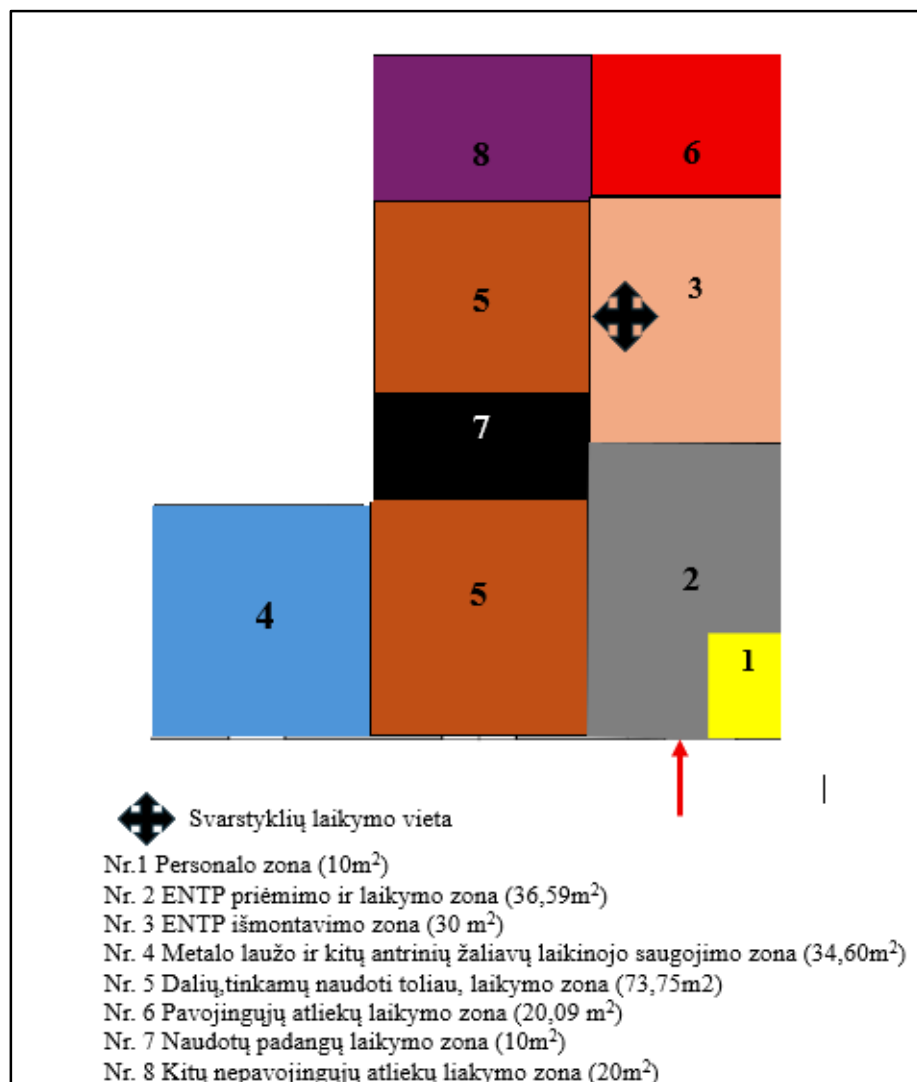 8
6
5
3
7
2
4
5
1
Svarstyklių laikymo vieta
Nr.1 Personalo zona (10m²)
Nr. 2 ENTP priėmimo ir laikymo zona (36,59m²)
Nr. 3 ENTP išmontavimo zona (30 m²)
Nr. 4 Metalo laužo ir kitų antrinių žaliavų laikinojo saugojimo zona (34,60m²)
Nr. 5 Dalių,tinkamų naudoti toliau, laikymo zona (73,75m2)
Nr. 6 Pavojingųjų atliekų laikymo zona (20,09 m²)
Nr. 7 Naudotų padangų laikymo zona (10m²)
Nr. 8 Kitų nepavojingųjų atliekų liakymo zona (20m²)